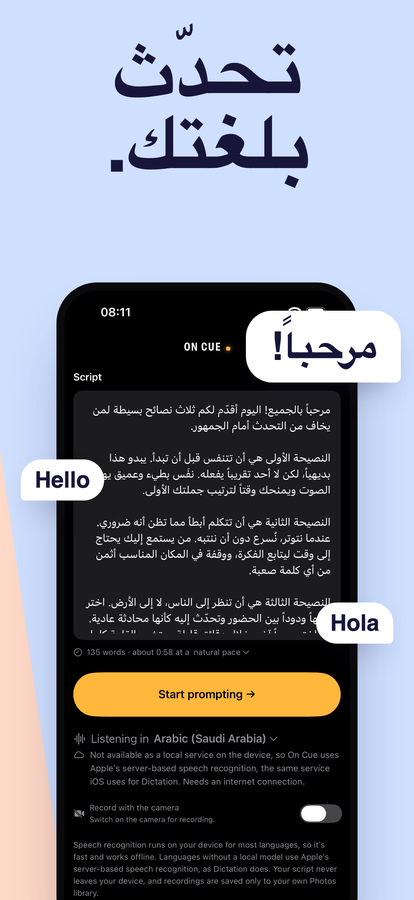 تحدّث
بلغتك.
08:11
ON CUE
مرحباً!
Script
مرحباً بالجميع! اليوم أقدّم لكم ثلاث نصائح بسيطة لمن
يخاف من التحدث أمام الجمهور.
النصيحة الأولى هي أن تتنفس قبل أن تبدأ. يبدو هذا
بديهياً، لكن لا أحد تقريباً يفعله. نفَس بطيء وعميق
الصوت ويمنحك وقتاً لترتيب جملتك الأولى.
Hello
النصيحة الثانية هي أن تتكلم أبطأ مما تظن أنه ضروري.
عندما نتوتر، نُسرع دون أن ننتبه. من يستمع إليك يحتاج
إلى وقت ليتابع الفكرة، ووقفة في المكان المناسب أثمن
من أي كلمة صعبة.
النصيحة الثالثة هي أن تنظر إلى الناس، لا إلى الأرض. اختر
ودوداً بين الحضور وتحدّث إليه كأنها محادثة عادية.
Hola
135 words · about 0:58 at a natural pace
Start prompting →
Listening in Arabic (Saudi Arabia)
Not available as a local service on the device, so On Cue uses
Apple's server-based speech recognition, the same service
iOS uses for Dictation. Needs an internet connection.
Record with the camera
Switch on the camera for recording.
Speech recognition runs on your device for most languages, so it's
fast and works offline. Languages without a local model use Apple's
server-based speech recognition, as Dictation does. Your script never
leaves your device, and recordings are saved only to your own Photos
library.